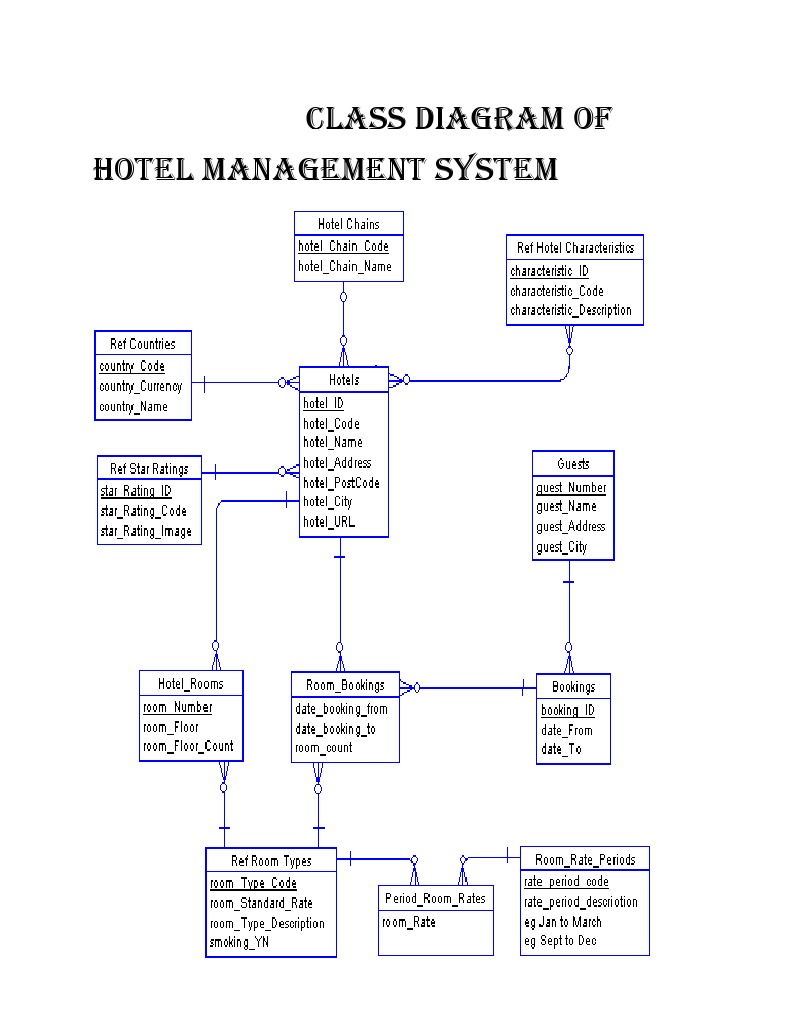 CLASS DIAGRAM OF
HOTEL MANAGEMENT SYSTEM
Hotel Chains
hotel_Chain_Code
hotel_Chain_Name
Ref Hotel Characteristics
characteristic_ID
characteristic_Code
characteristic_Description
Ref Countries
country_Code
country_Currency
country_Name
Hotels
hotel_ID
hotel_Code
hotel_Name
hotel_Address
hotel_PostCode
hotel_City
hotel_URL
Ref Star Ratings
star_Rating_ID
star_Rating_Code
star_Rating_Image
Guests
guest_Number
guest_Name
guest_Address
guest_City
Hotel_Rooms
room_Number
room_Floor
room_Floor_Count
Room_Bookings
date_booking_from
date_booking_to
room_count
Bookings
booking_ID
date_From
date_To
Ref Room Types
room_Type_Code
room_Standard_Rate
room_Type_Description
smoking_YN
Period_Room_Rates
room_Rate
Room_Rate_Periods
rate_period_code
rate_period_description
eg Jan to March
eg Sept to Dec